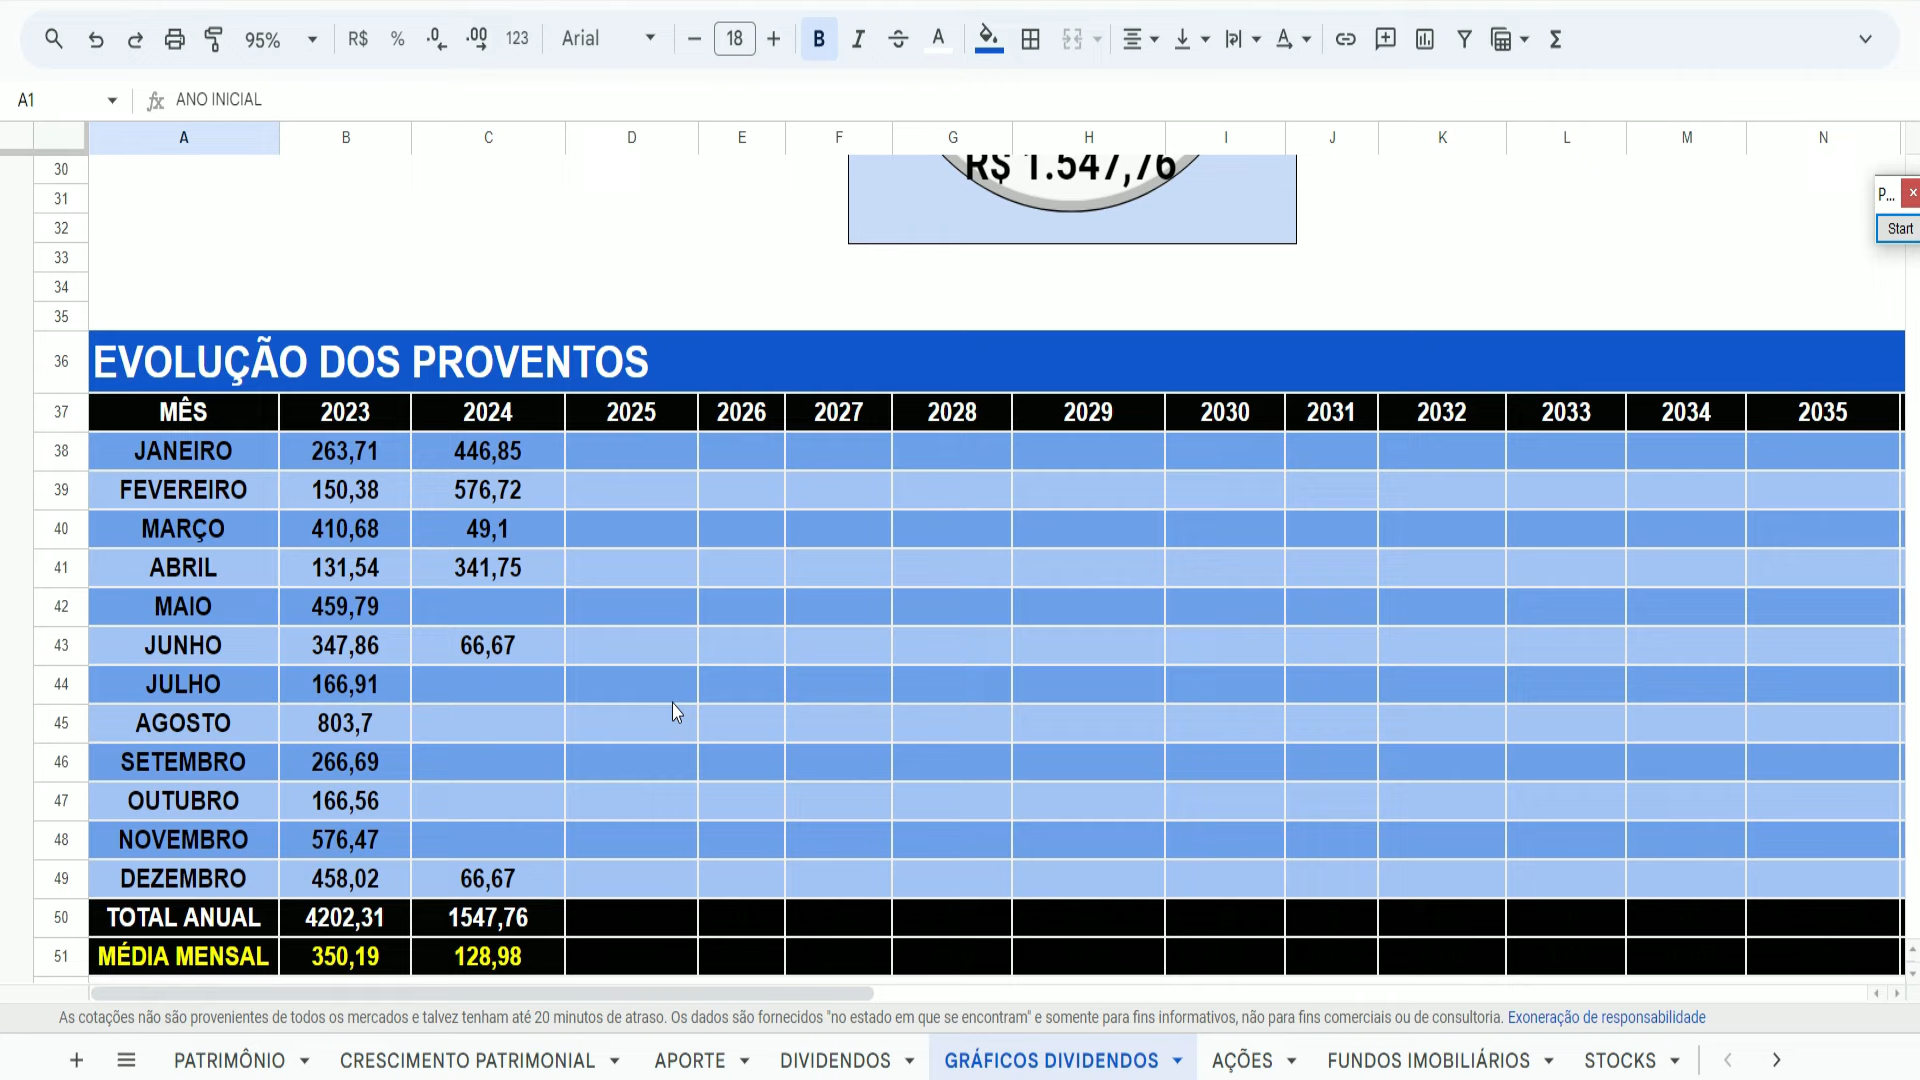 95% R$ % .0 .00 123 Arial 18 B I A A Σ
A1 fx ANO INICIAL
A B C D E F G H I J K L M N
30 R$ 1.547,76
31 P...
32 Start
33
34
35
36 EVOLUÇÃO DOS PROVENTOS
37 MÊS 2023 2024 2025 2026 2027 2028 2029 2030 2031 2032 2033 2034 2035
38 JANEIRO 263,71 446,85
39 FEVEREIRO 150,38 576,72
40 MARÇO 410,68 49,1
41 ABRIL 131,54 341,75
42 MAIO 459,79
43 JUNHO 347,86 66,67
44 JULHO 166,91
45 AGOSTO 803,7
46 SETEMBRO 266,69
47 OUTUBRO 166,56
48 NOVEMBRO 576,47
49 DEZEMBRO 458,02 66,67
50 TOTAL ANUAL 4202,31 1547,76
51 MÉDIA MENSAL 350,19 128,98
As cotações não são provenientes de todos os mercados e talvez tenham até 20 minutos de atraso. Os dados são fornecidos "no estado em que se encontram" e somente para fins informativos, não para fins comerciais ou de consultoria. Exoneração de responsabilidade
PATRIMÔNIO CRESCIMENTO PATRIMONIAL APORTE DIVIDENDOS GRÁFICOS DIVIDENDOS AÇÕES FUNDOS IMOBILIÁRIOS STOCKS